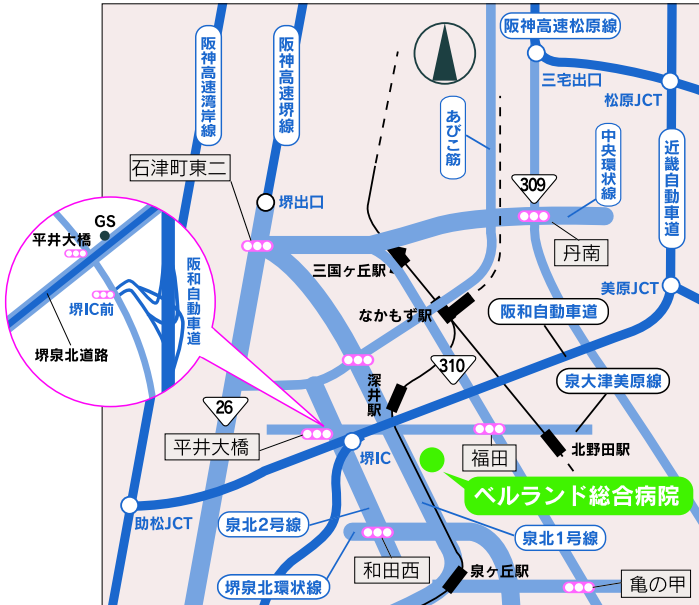 阪神高速湾岸線
阪神高速堺線
阪神高速松原線
三宅出口
松原JCT
あびこ筋
中央環状線
近畿自動車道
石津町東二
堺出口
309
丹南
GS
平井大橋
堺IC前
堺泉北道路
阪和自動車道
三国ヶ丘駅
なかもず駅
美原JCT
阪和自動車道
310
深井駅
泉大津美原線
26
平井大橋
堺IC
福田
北野田駅
ベルランド総合病院
助松JCT
泉北2号線
泉北1号線
和田西
堺泉北環状線
泉ヶ丘駅
亀の甲